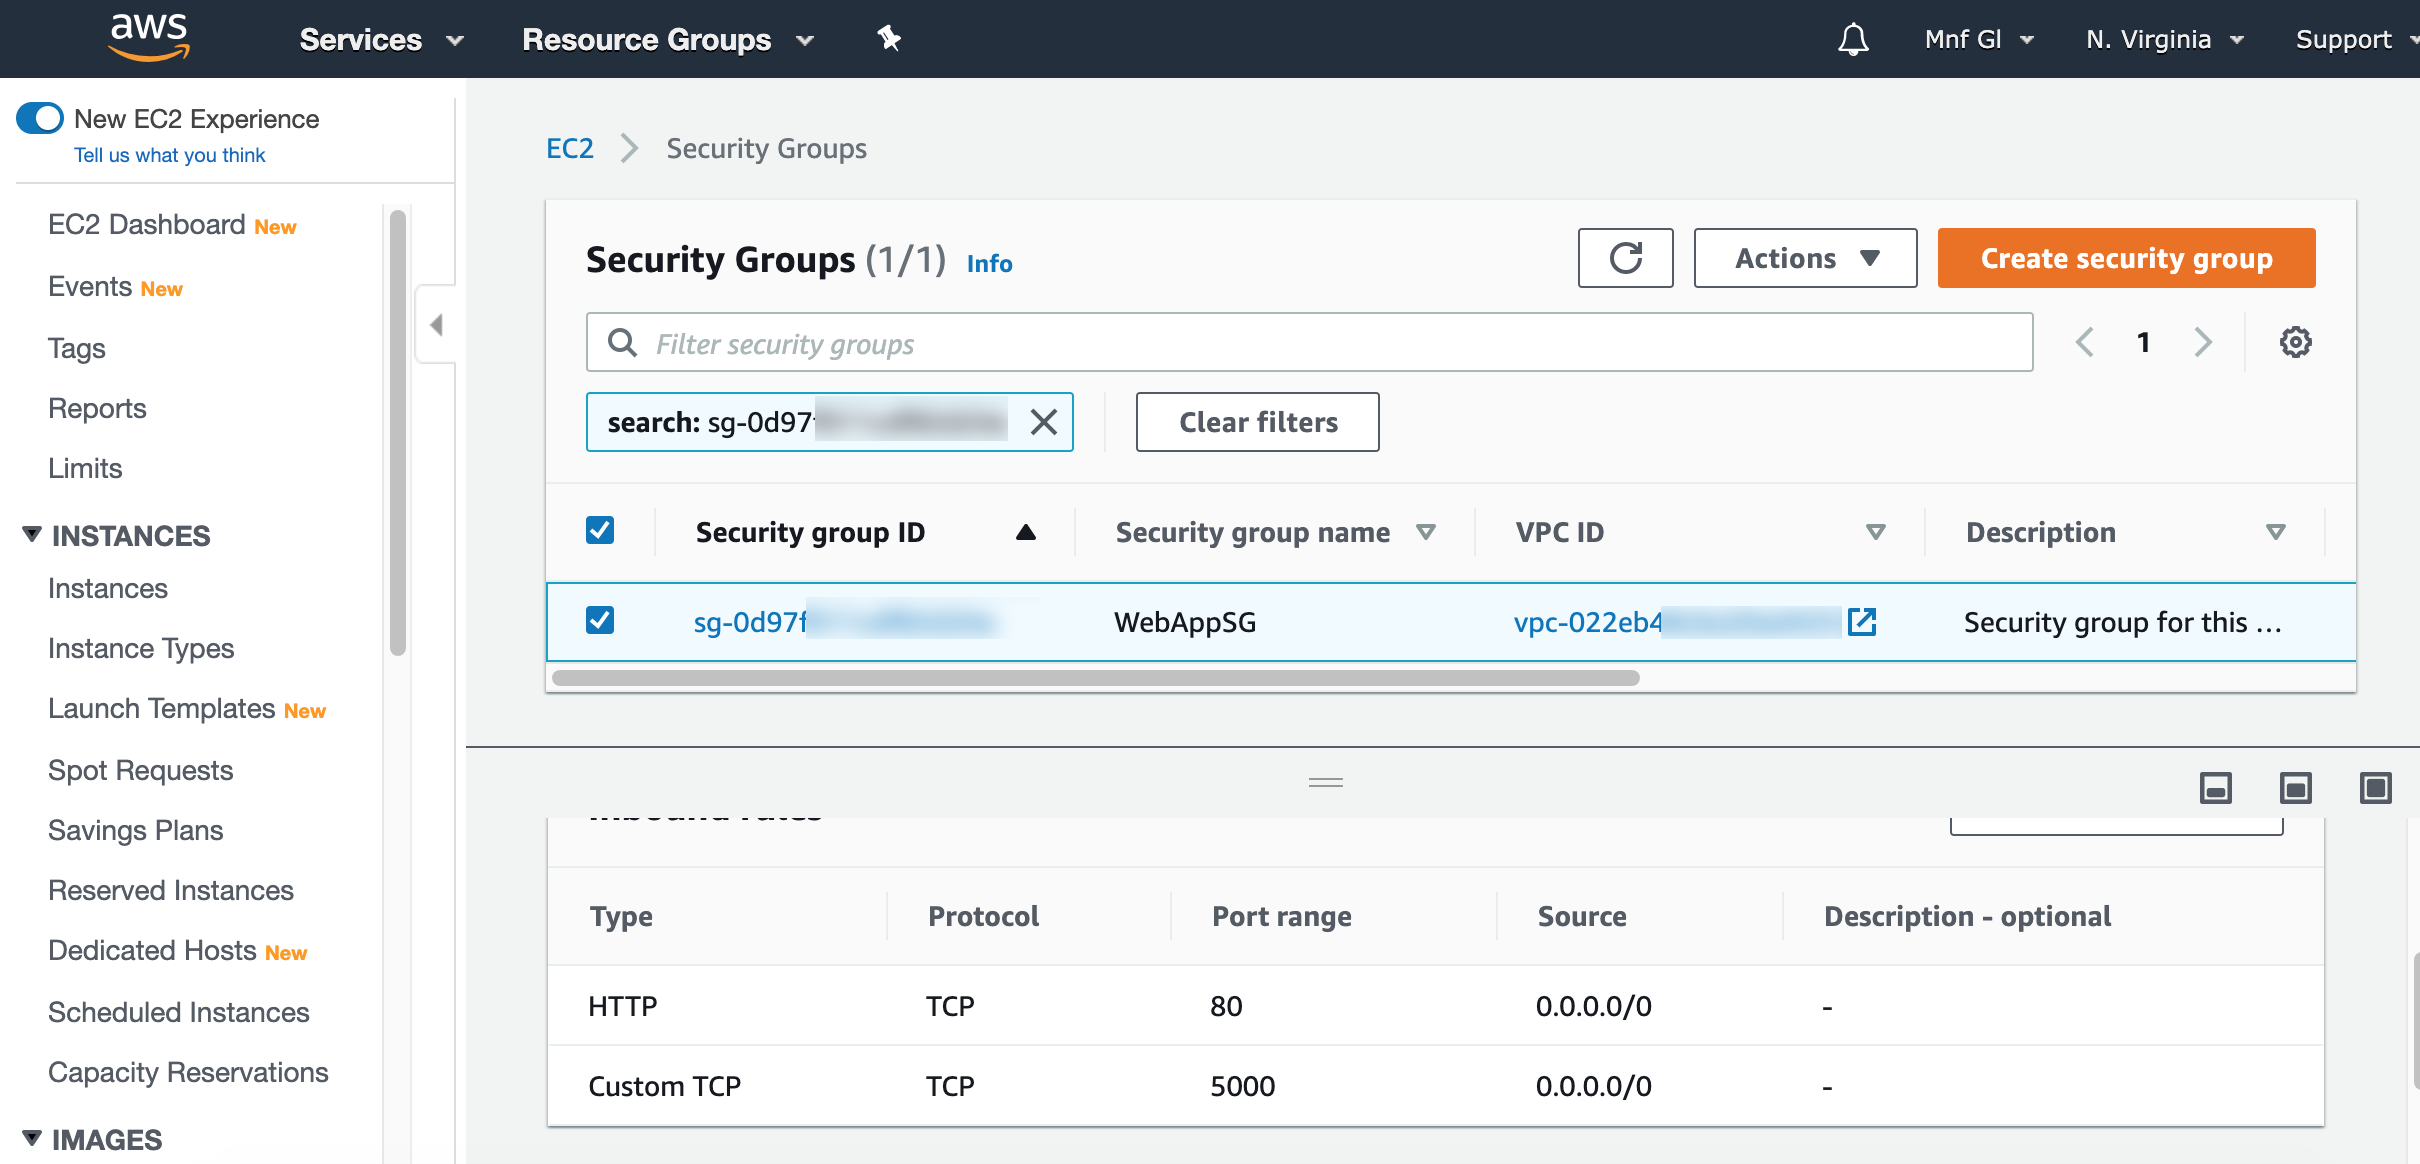 aws Services Resource Groups Mnf Gl N. Virginia Support
New EC2 Experience
Tell us what you think
EC2 Dashboard New
Events New
Tags
Reports
Limits
INSTANCES
Instances
Instance Types
Launch Templates New
Spot Requests
Savings Plans
Reserved Instances
Dedicated Hosts New
Scheduled Instances
Capacity Reservations
IMAGES
EC2 Security Groups
Security Groups (1/1) Info
Actions
Create security group
Filter security groups
1
search: sg-0d97
Clear filters
Security group ID Security group name VPC ID Description
sg-0d97f WebAppSG vpc-022eb4 Security group for this ...
Inbound rules
Type Protocol Port range Source Description - optional
HTTP TCP 80 0.0.0.0/0 -
Custom TCP TCP 5000 0.0.0.0/0 -